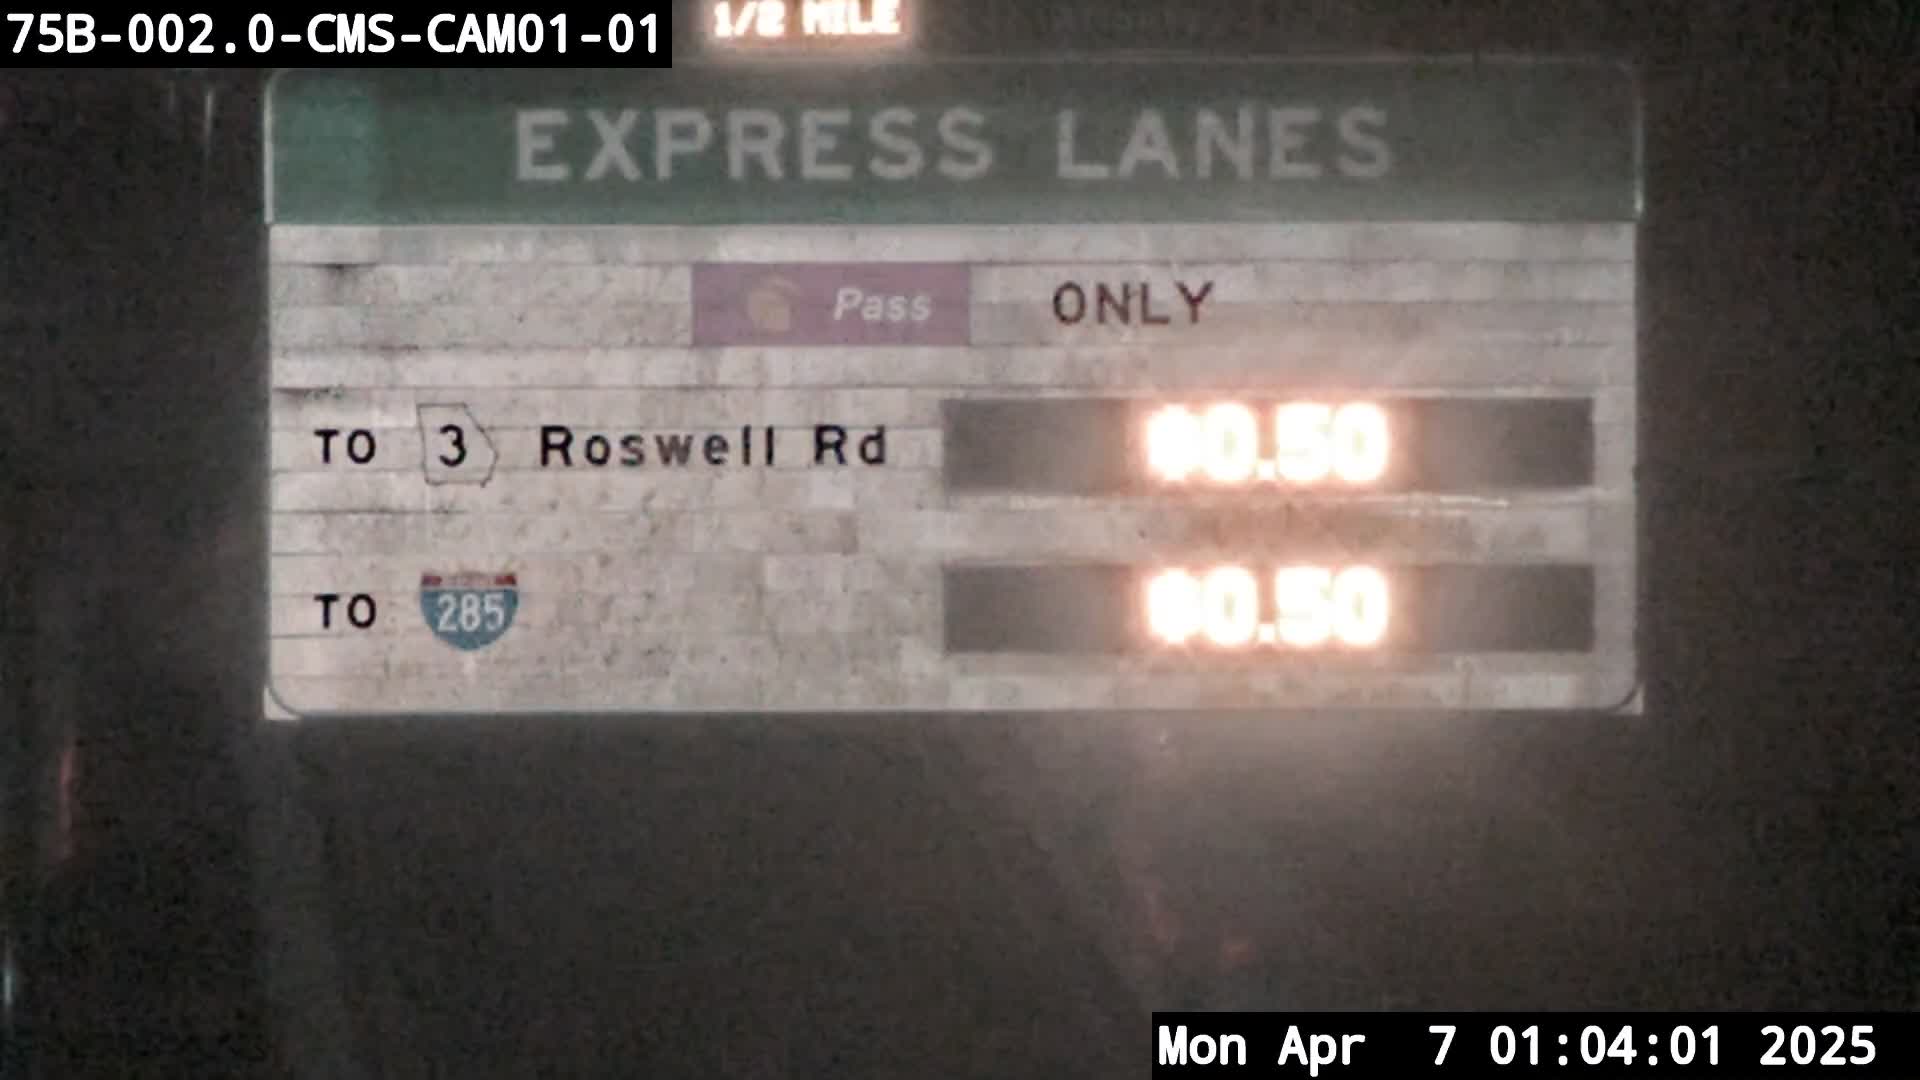 75B-002.0-CMS-CAM01-01
1/2 MILE
EXPRESS LANES
Pass ONLY
TO 3 Roswell Rd $0.50
TO 285 $0.50
Mon Apr 7 01:04:01 2025